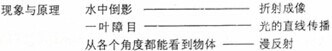 现象与原理 水中倒影 ———— 折射成像
一叶障目 ———— 光的直线传播
从各个角度都能看到物体 —— 漫反射